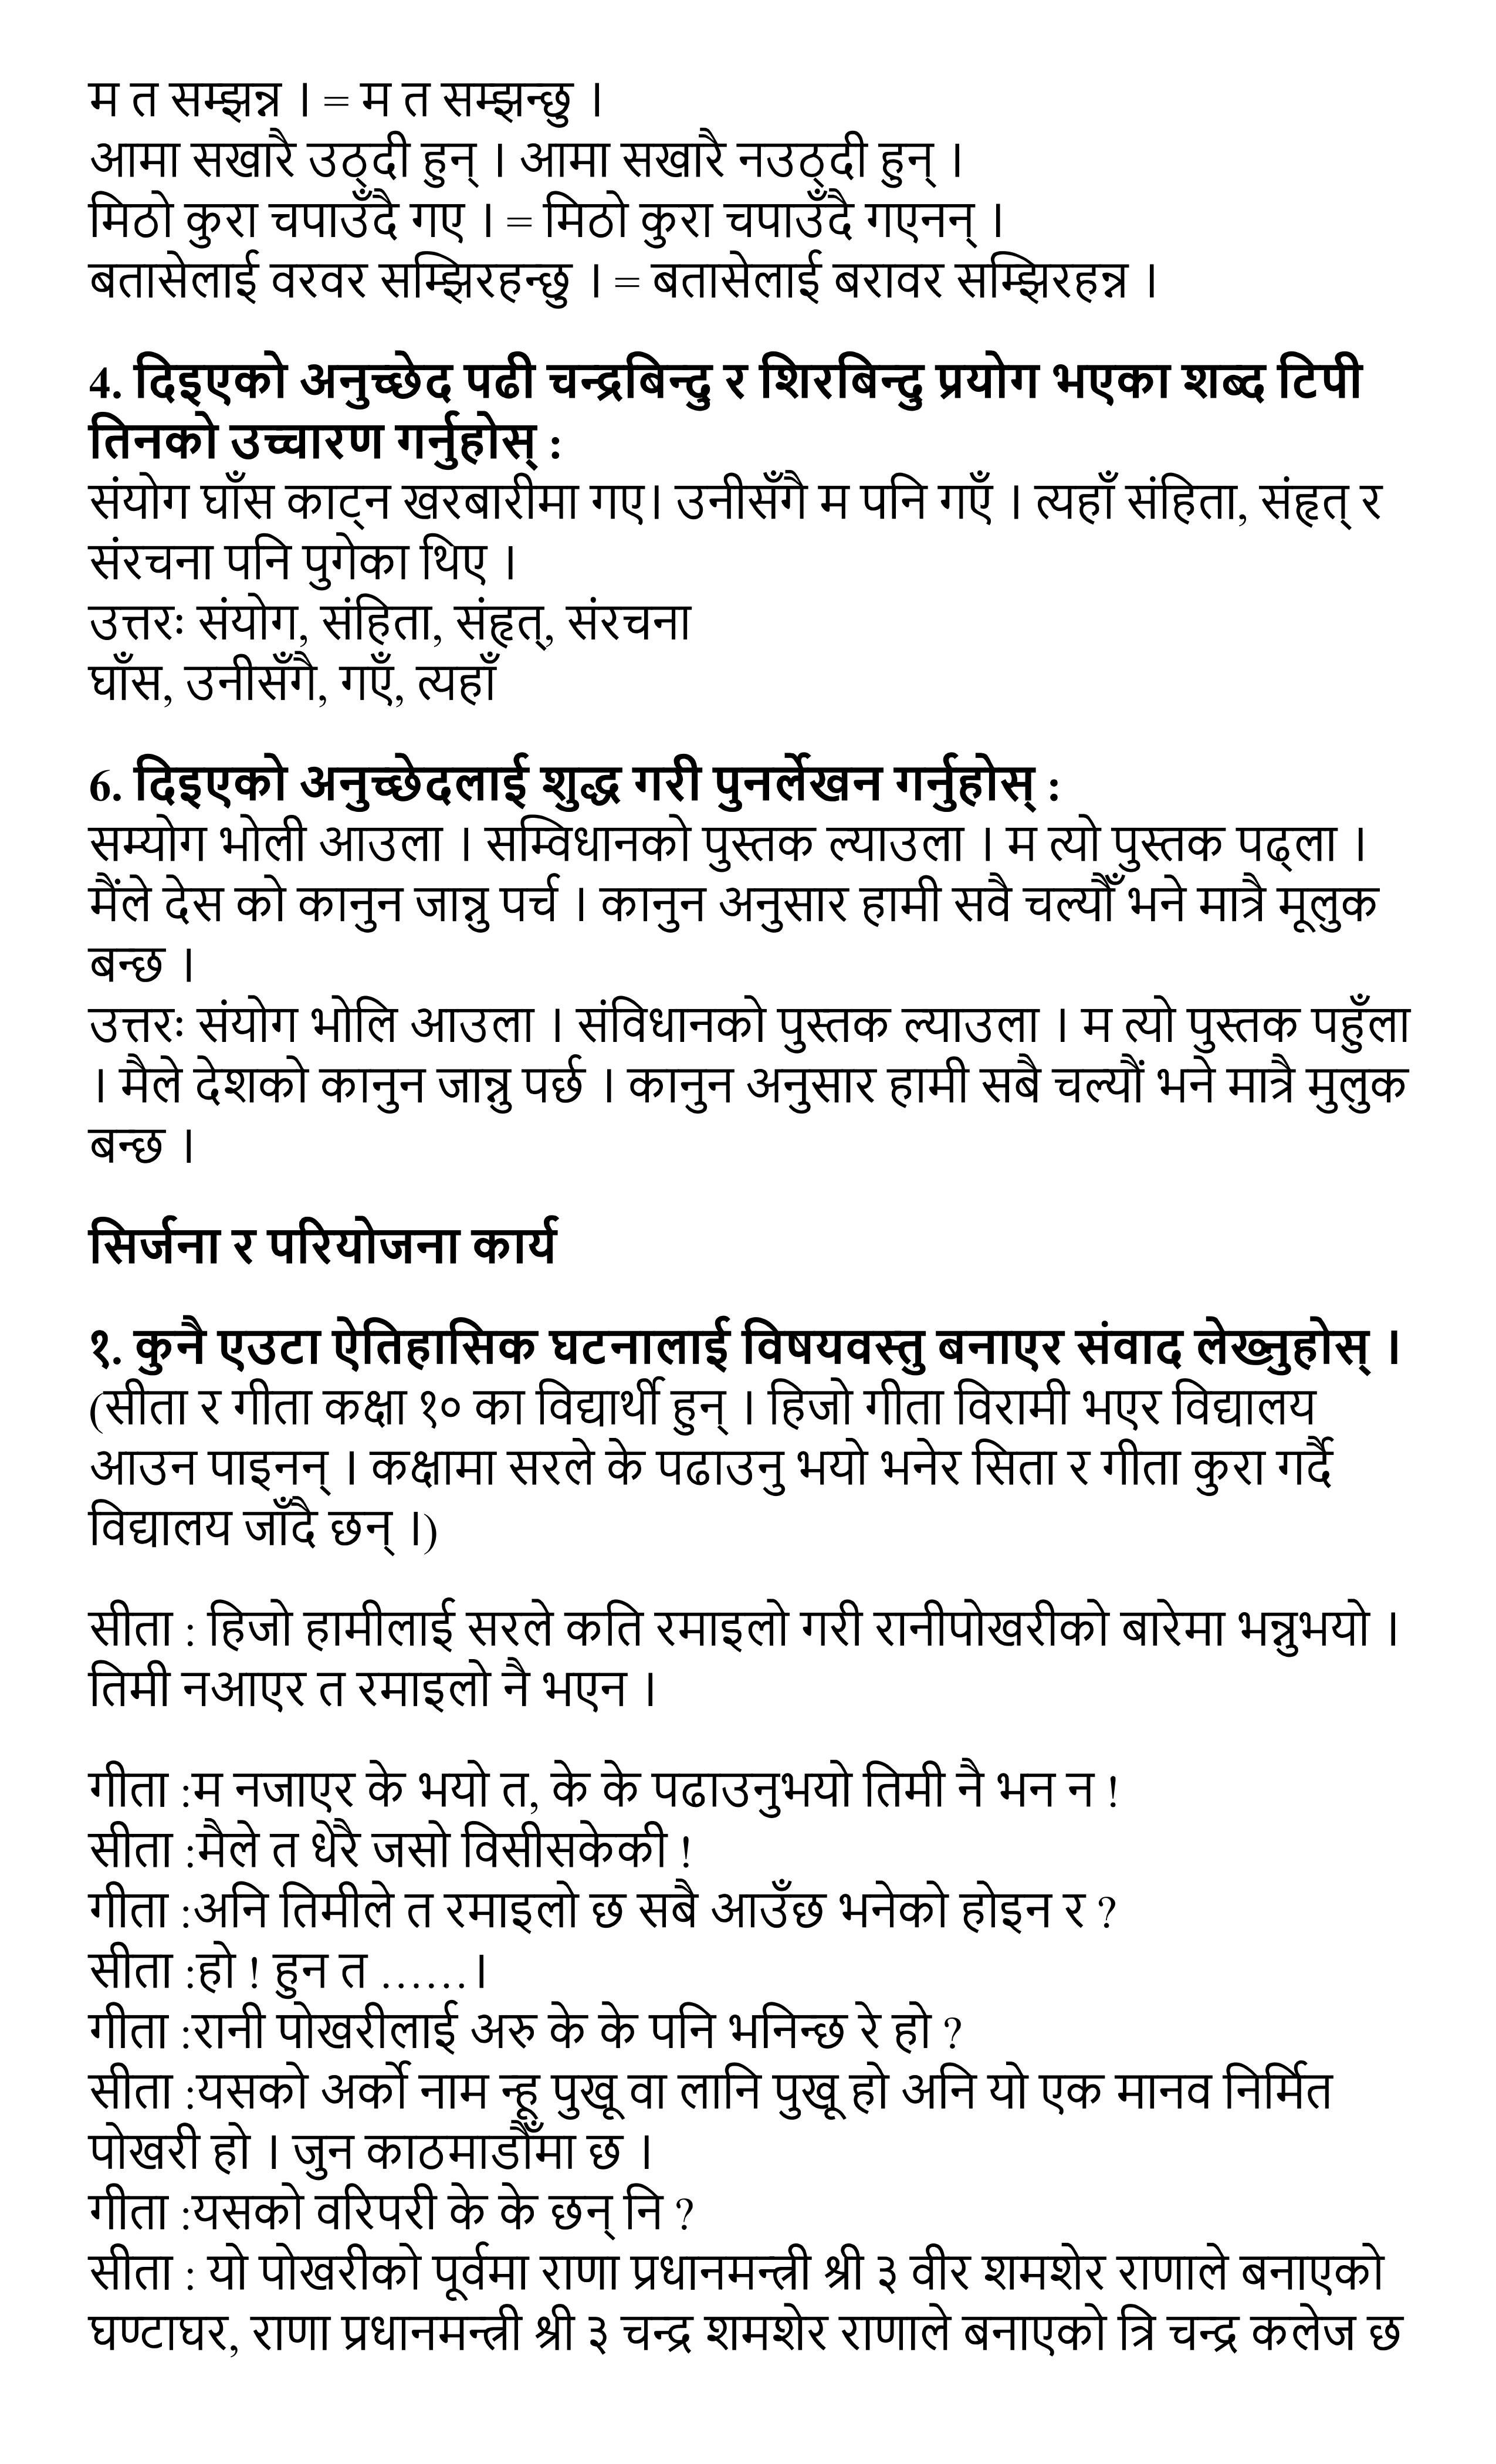 म त सम्झन्न । = म त सम्झन्छु ।
आमा सखारै उठ्दी हुन् । आमा सखारै नउठ्दी हुन् ।
मिठो कुरा चपाउँदै गए । = मिठो कुरा चपाउँदै गएनन् ।
बतासेलाई वरवर सम्झिरहन्छु । = बतासेलाई बरावर सम्झिरहन्न ।
4. दिइएको अनुच्छेद पढी चन्द्रबिन्दु र शिरबिन्दु प्रयोग भएका शब्द टिपी
तिनको उच्चारण गर्नुहोस् :
संयोग घाँस काट्न खरबारीमा गए। उनीसँगै म पनि गएँ । त्यहाँ संहिता, संहृत् र
संरचना पनि पुगेका थिए ।
उत्तरः संयोग, संहिता, संहृत्, संरचना
घाँस, उनीसँगै, गएँ, त्यहाँ
6. दिइएको अनुच्छेदलाई शुद्ध गरी पुनर्लेखन गर्नुहोस् :
सम्योग भोली आउला । सम्विधानको पुस्तक ल्याउला । म त्यो पुस्तक पढ्ला ।
मैंले देस को कानुन जान्नु पर्च । कानुन अनुसार हामी सवै चल्यौँ भने मात्रै मूलुक
बन्छ ।
उत्तरः संयोग भोलि आउला । संविधानको पुस्तक ल्याउला । म त्यो पुस्तक पहुँला
। मैले देशको कानुन जान्नु पर्छ । कानुन अनुसार हामी सबै चल्यौं भने मात्रै मुलुक
बन्छ ।
सिर्जना र परियोजना कार्य
१. कुनै एउटा ऐतिहासिक घटनालाई विषयवस्तु बनाएर संवाद लेख्नुहोस् ।
(सीता र गीता कक्षा १० का विद्यार्थी हुन् । हिजो गीता विरामी भएर विद्यालय
आउन पाइनन् । कक्षामा सरले के पढाउनु भयो भनेर सिता र गीता कुरा गर्दै
विद्यालय जाँदै छन् ।)
सीता : हिजो हामीलाई सरले कति रमाइलो गरी रानीपोखरीको बारेमा भन्नुभयो ।
तिमी नआएर त रमाइलो नै भएन ।
गीता :म नजाएर के भयो त, के के पढाउनुभयो तिमी नै भन न !
सीता :मैले त धेरै जसो विसीसकेकी !
गीता :अनि तिमीले त रमाइलो छ सबै आउँछ भनेको होइन र ?
सीता :हो ! हुन त ……।
गीता :रानी पोखरीलाई अरु के के पनि भनिन्छ रे हो ?
सीता :यसको अर्को नाम न्हू पुखू वा लानि पुखू हो अनि यो एक मानव निर्मित
पोखरी हो । जुन काठमाडौँमा छ ।
गीता :यसको वरिपरी के के छन् नि ?
सीता : यो पोखरीको पूर्वमा राणा प्रधानमन्त्री श्री ३ वीर शमशेर राणाले बनाएको
घण्टाघर, राणा प्रधानमन्त्री श्री ३ चन्द्र शमशेर राणाले बनाएको त्रि चन्द्र कलेज छ